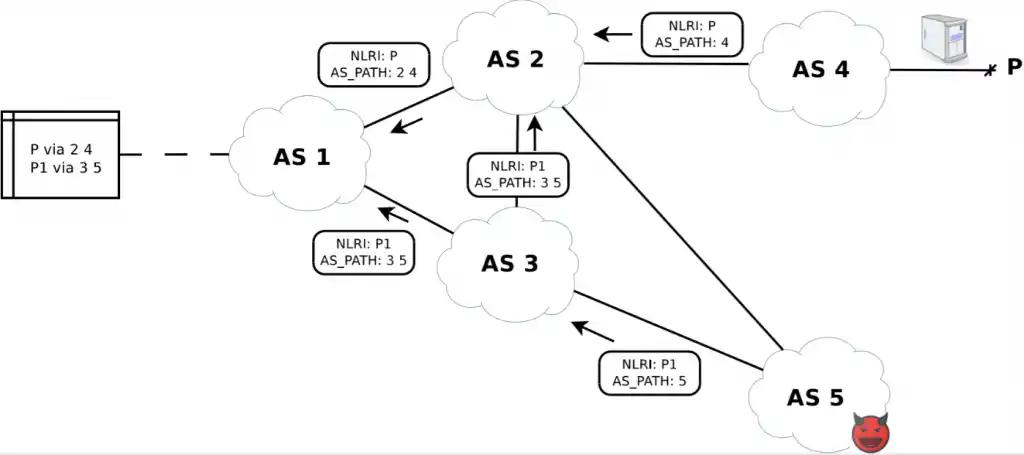 NLRI: P
AS_PATH: 4
AS 2
AS 4
P
NLRI: P
AS_PATH: 2 4
P via 2 4
P1 via 3 5
AS 1
NLRI: P1
AS_PATH: 3 5
NLRI: P1
AS_PATH: 3 5
AS 3
NLRI: P1
AS_PATH: 5
AS 5